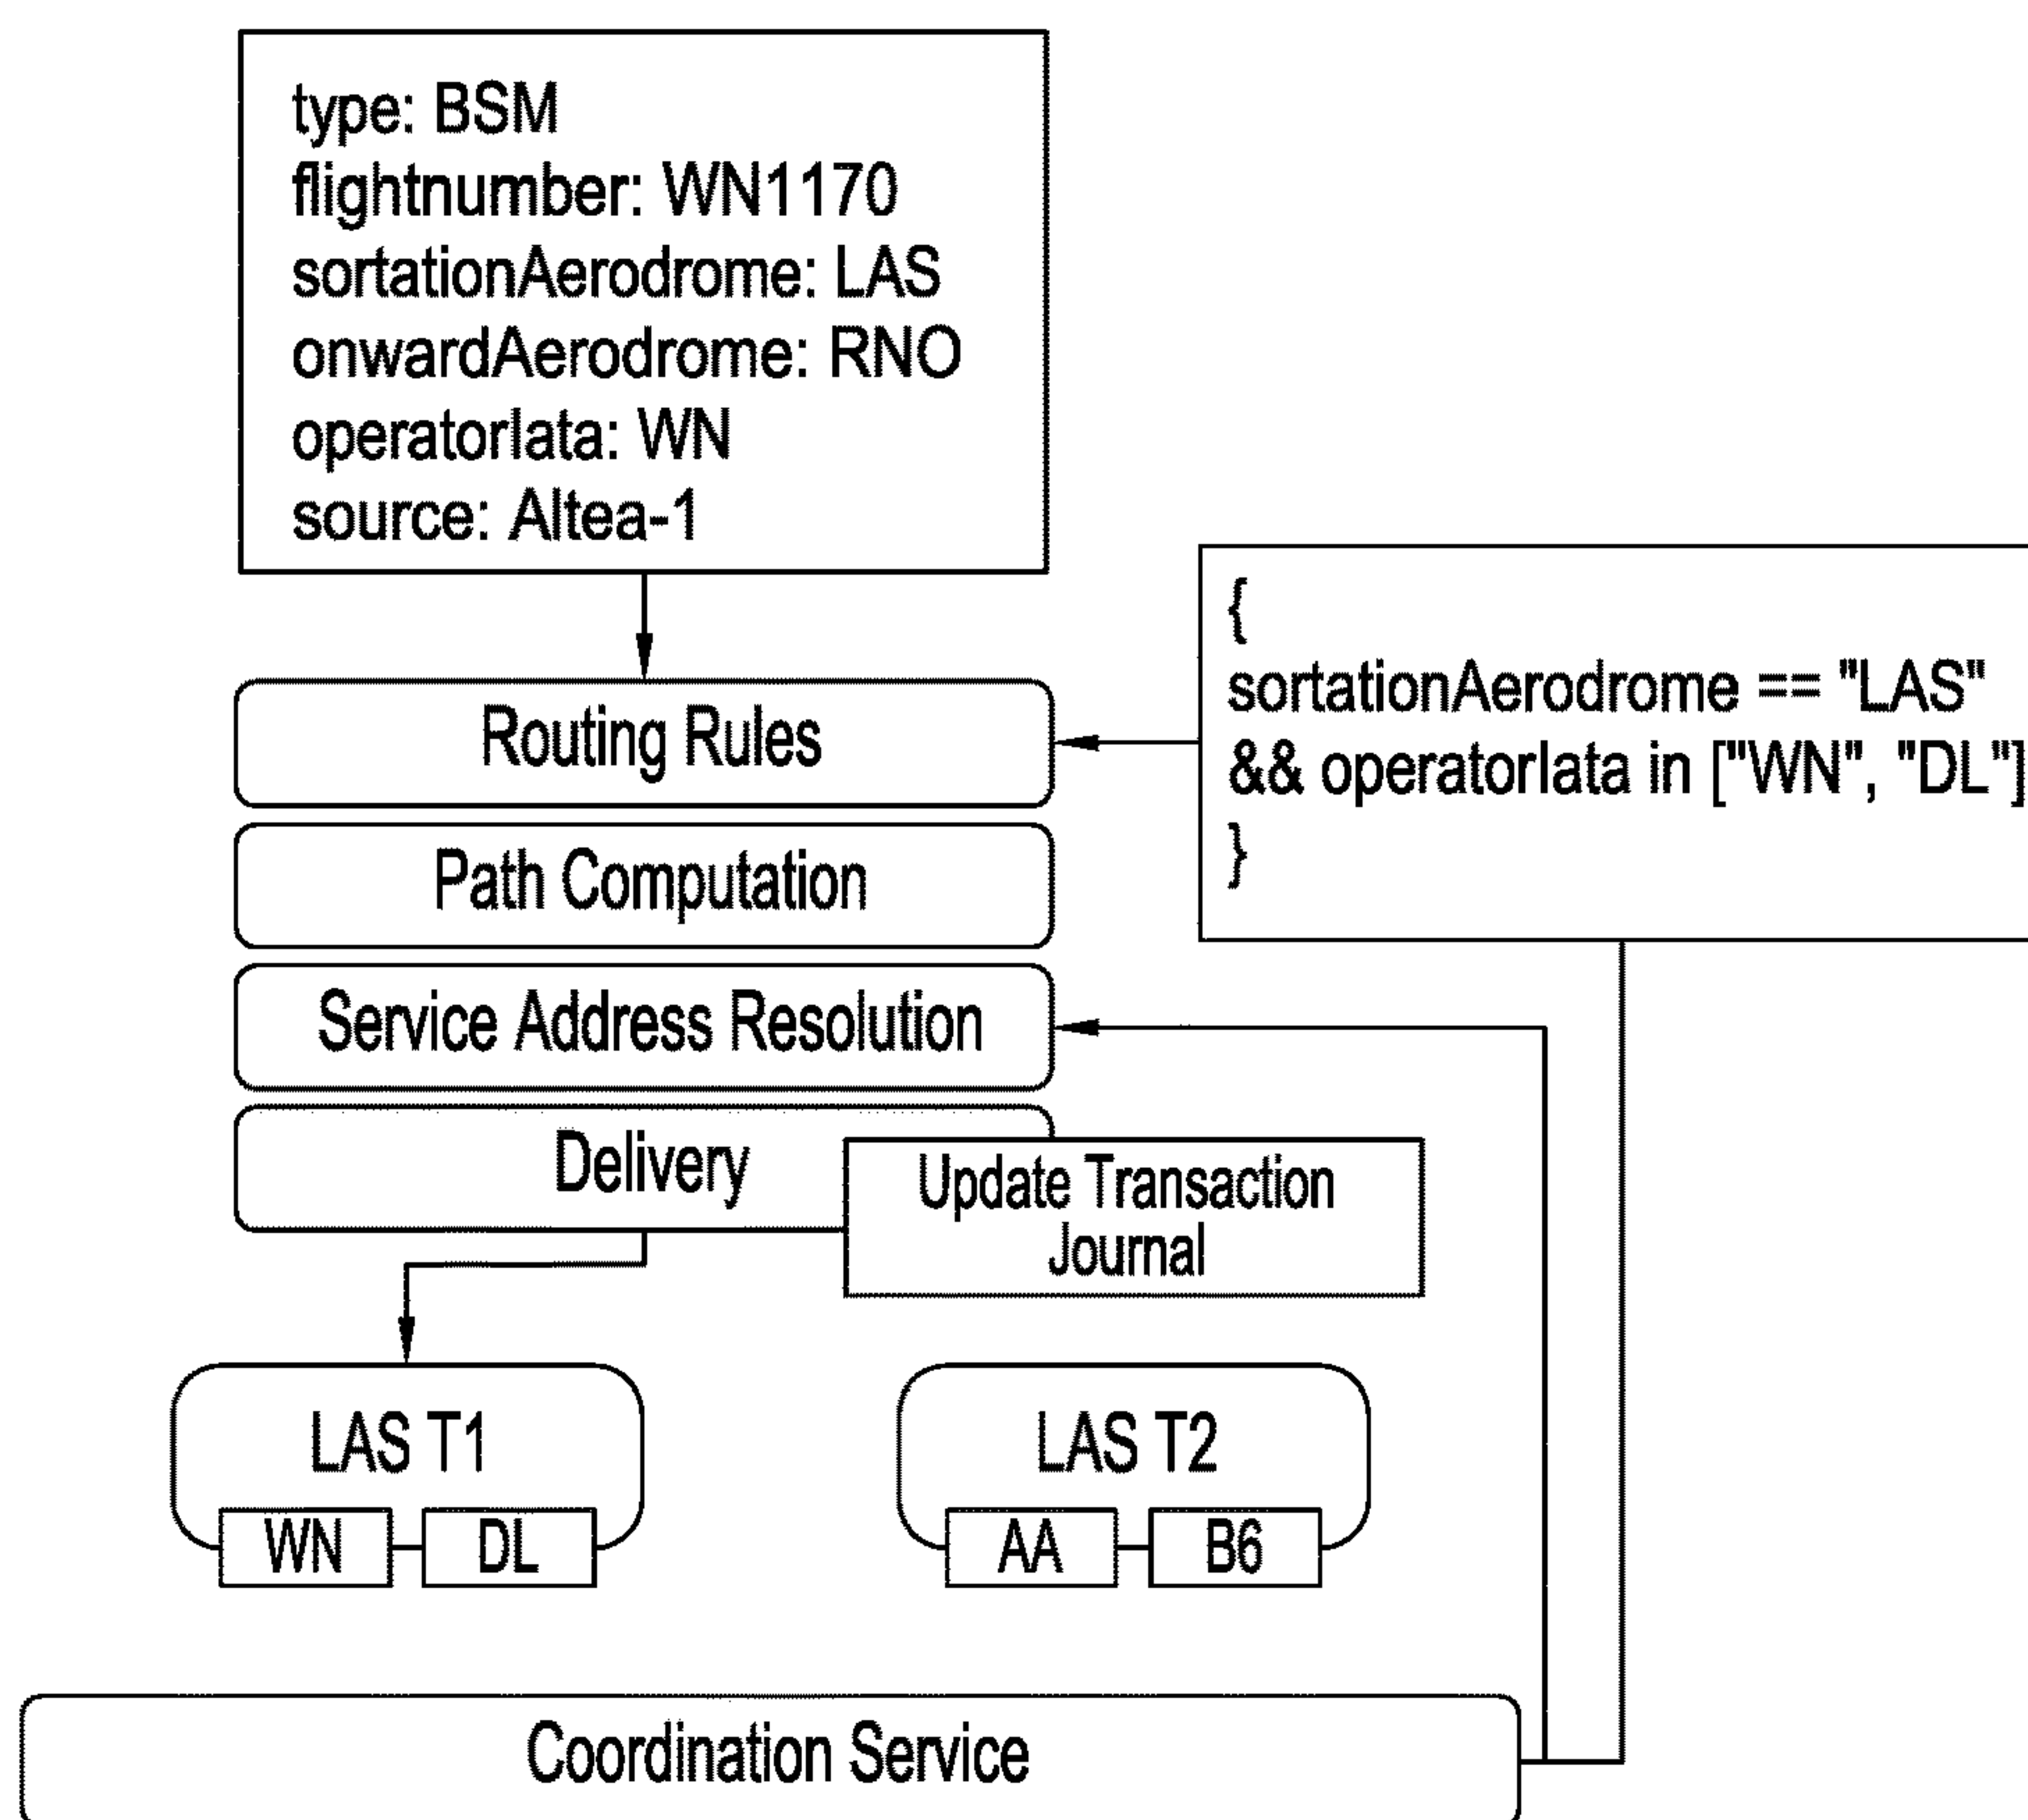 type: BSM
flightnumber: WN1170
sortationAerodrome: LAS
onwardAerodrome: RNO
operatorIata: WN
source: Altea-1
{
sortationAerodrome == "LAS"
&& operatorIata in ["WN", "DL"]
}
Routing Rules
Path Computation
Service Address Resolution
Delivery
Update Transaction
Journal
LAS T1
WN
DL
LAS T2
AA
B6
Coordination Service